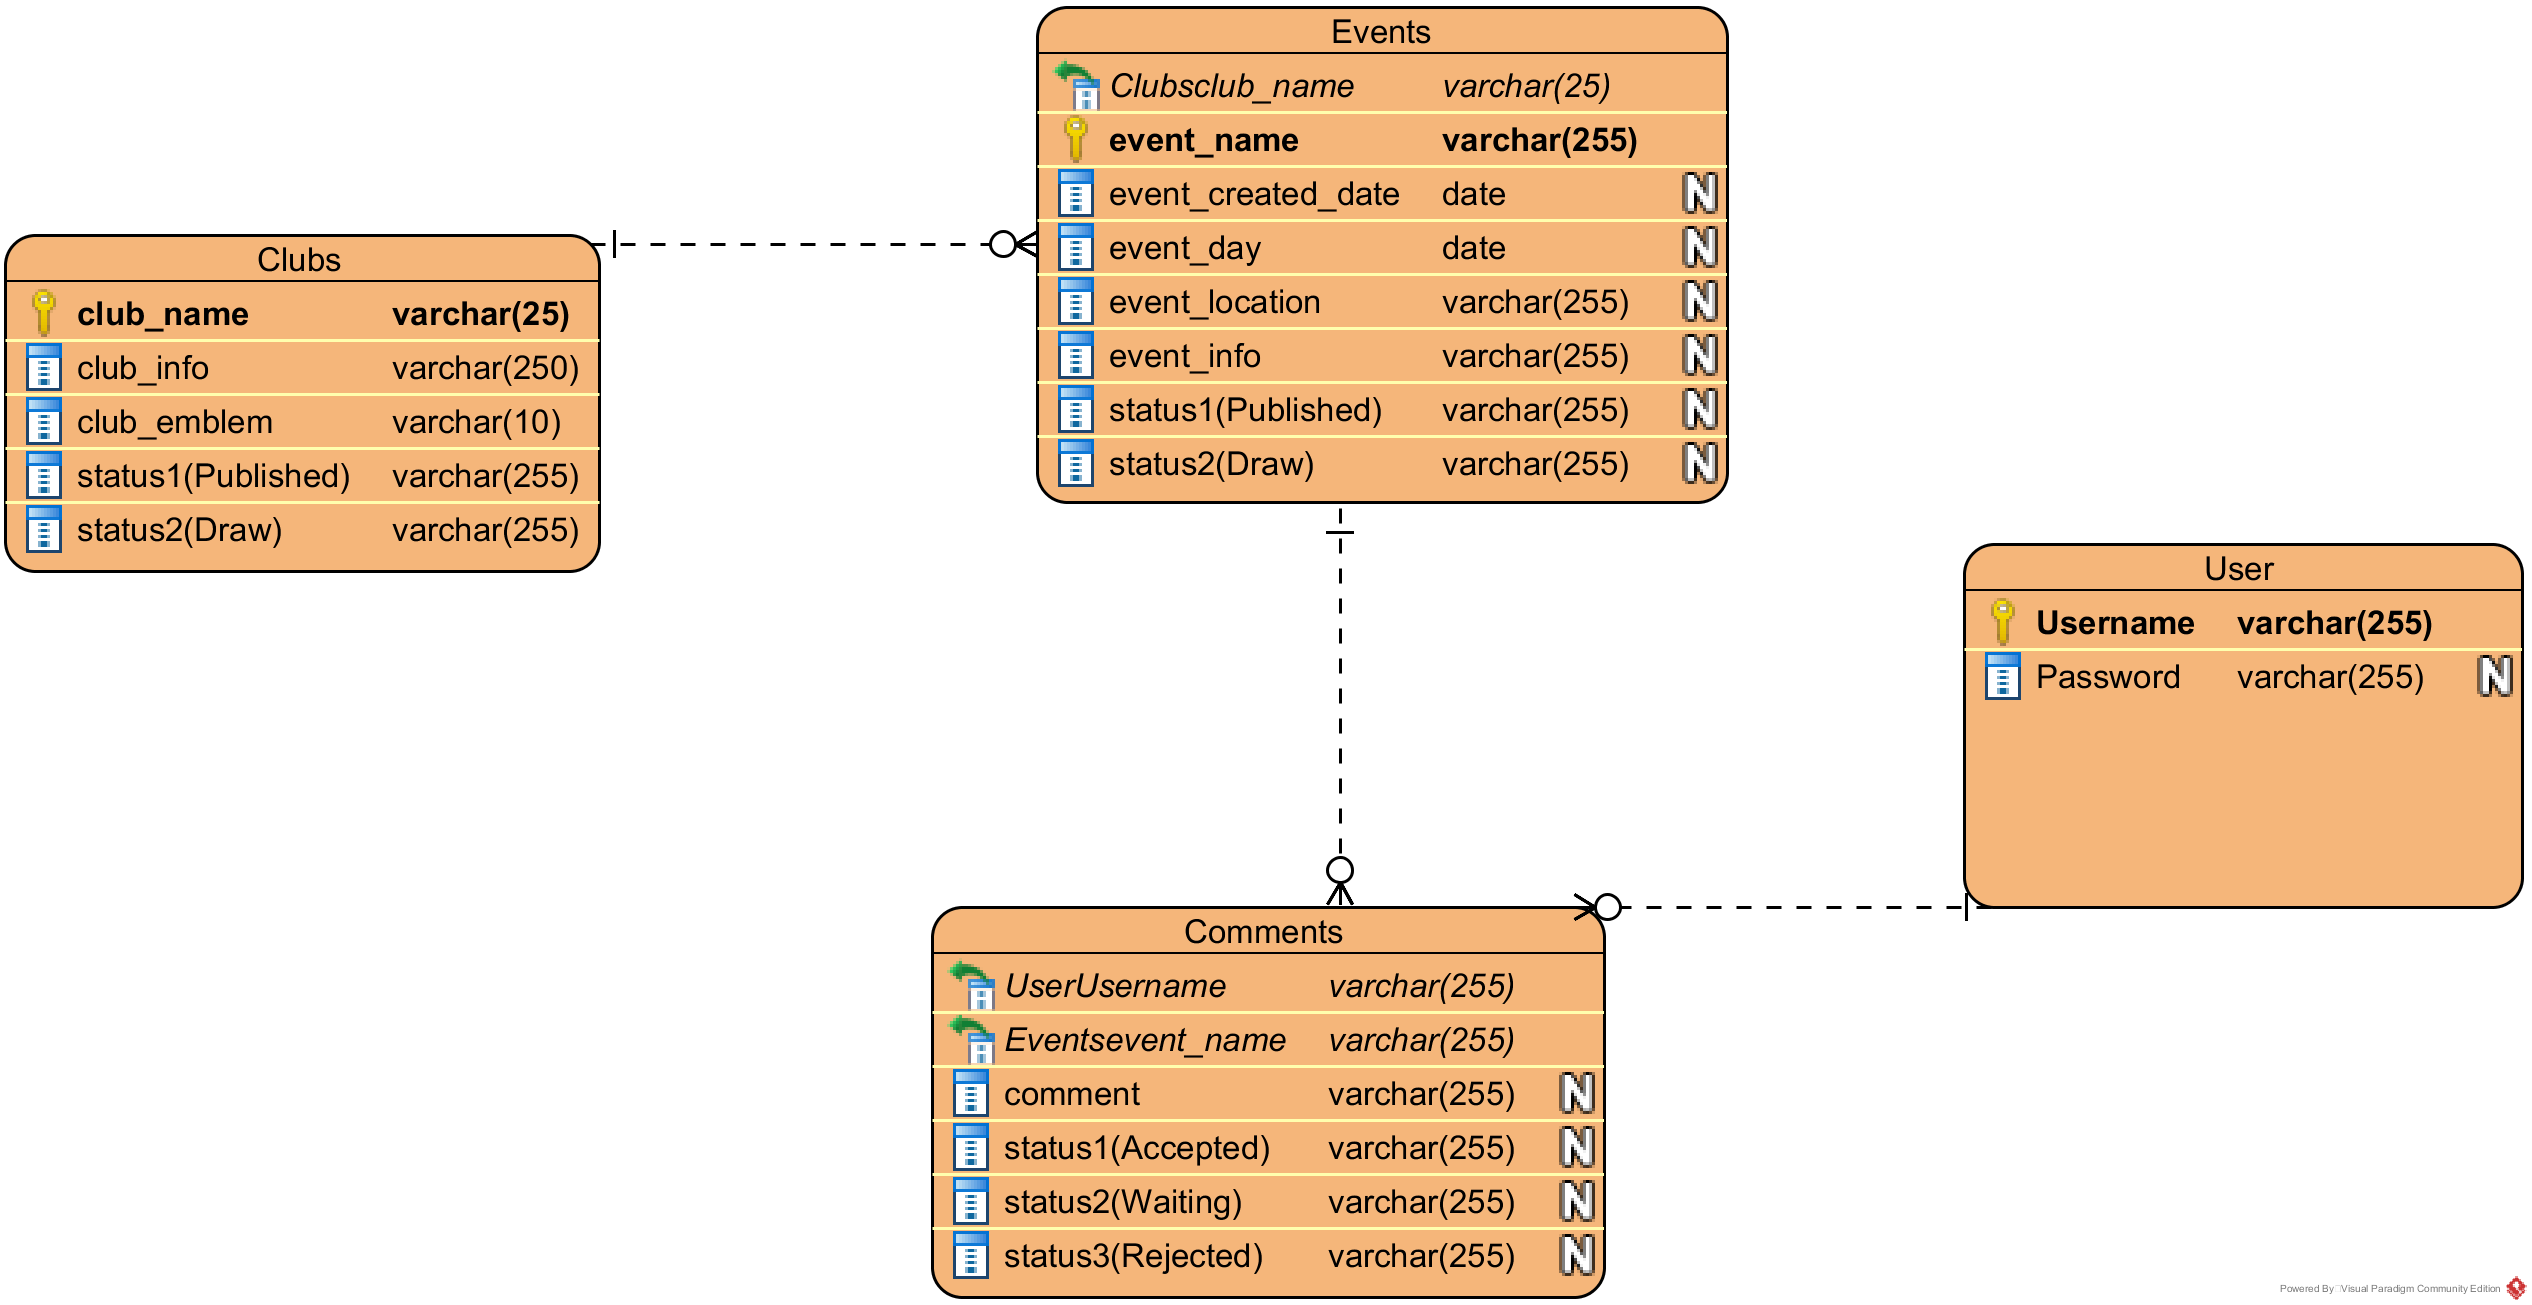 Events
Clubsclub_name varchar(25)
event_name varchar(255)
event_created_date date N
event_day date N
event_location varchar(255) N
event_info varchar(255) N
status1(Published) varchar(255) N
status2(Draw) varchar(255) N
Clubs
club_name varchar(25)
club_info varchar(250)
club_emblem varchar(10)
status1(Published) varchar(255)
status2(Draw) varchar(255)
User
Username varchar(255)
Password varchar(255) N
Comments
UserUsername varchar(255)
Eventsevent_name varchar(255)
comment varchar(255) N
status1(Accepted) varchar(255) N
status2(Waiting) varchar(255) N
status3(Rejected) varchar(255) N
Powered By Visual Paradigm Community Edition